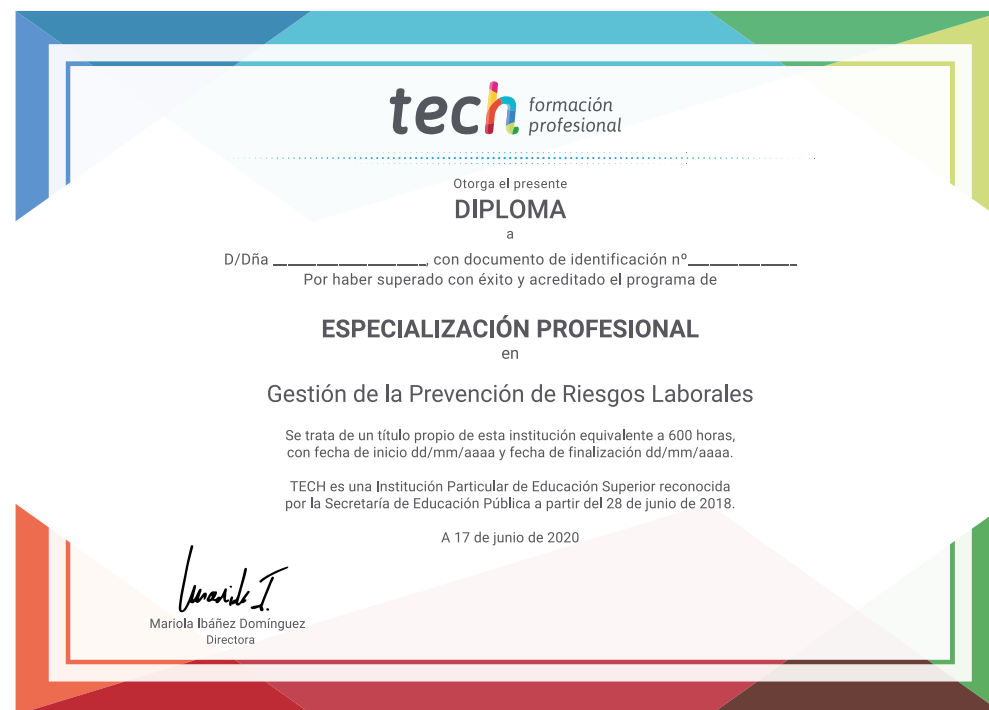 tech formación
profesional
Otorga el presente
DIPLOMA
a
D/Dña ____________________, con documento de identificación nº______________
Por haber superado con éxito y acreditado el programa de
ESPECIALIZACIÓN PROFESIONAL
en
Gestión de la Prevención de Riesgos Laborales
Se trata de un título propio de esta institución equivalente a 600 horas,
con fecha de inicio dd/mm/aaaa y fecha de finalización dd/mm/aaaa.
TECH es una Institución Particular de Educación Superior reconocida
por la Secretaría de Educación Pública a partir del 28 de junio de 2018.
A 17 de junio de 2020
Mariola Ibáñez Domínguez
Directora